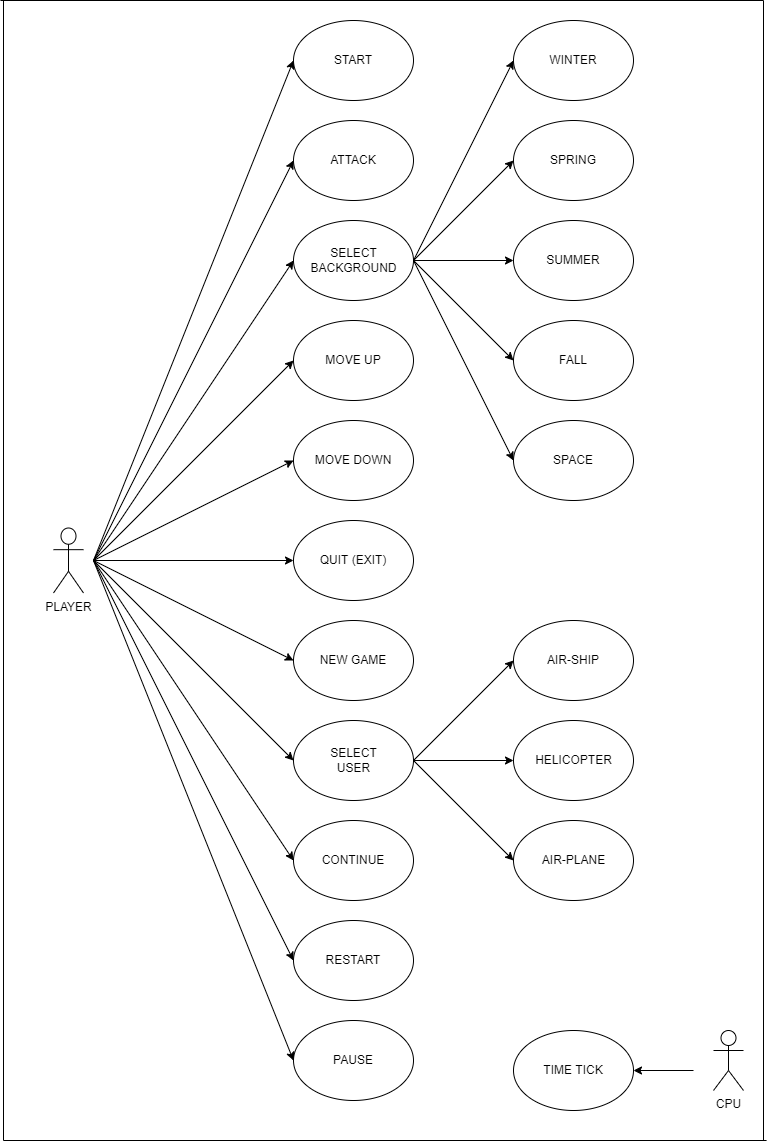 START
WINTER
ATTACK
SPRING
SELECT
BACKGROUND
SUMMER
MOVE UP
FALL
MOVE DOWN
SPACE
QUIT (EXIT)
PLAYER
NEW GAME
AIR-SHIP
SELECT
USER
HELICOPTER
CONTINUE
AIR-PLANE
RESTART
PAUSE
TIME TICK
CPU